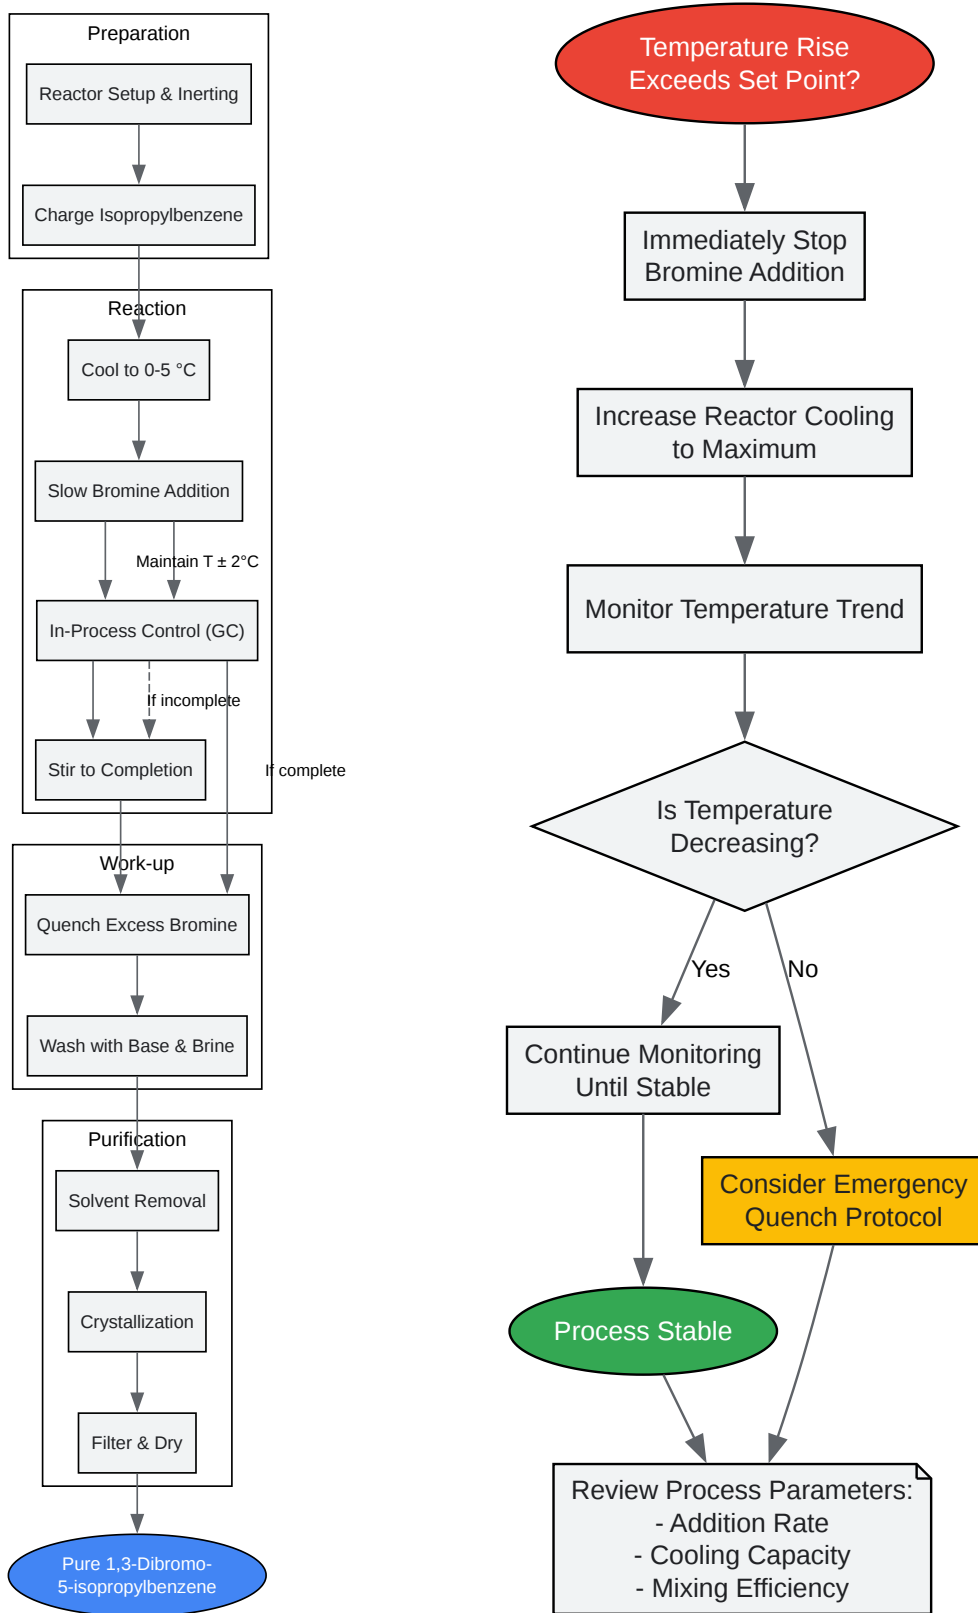 Preparation
Reactor Setup & Inerting
Charge Isopropylbenzene
Reaction
Cool to 0-5 °C
Slow Bromine Addition
Maintain T ± 2°C
In-Process Control (GC)
If incomplete
Stir to Completion
If complete
Work-up
Quench Excess Bromine
Wash with Base & Brine
Purification
Solvent Removal
Crystallization
Filter & Dry
Pure 1,3-Dibromo-
5-isopropylbenzene
Temperature Rise
Exceeds Set Point?
Immediately Stop
Bromine Addition
Increase Reactor Cooling
to Maximum
Monitor Temperature Trend
Is Temperature
Decreasing?
Yes
No
Continue Monitoring
Until Stable
Consider Emergency
Quench Protocol
Process Stable
Review Process Parameters:
- Addition Rate
- Cooling Capacity
- Mixing Efficiency